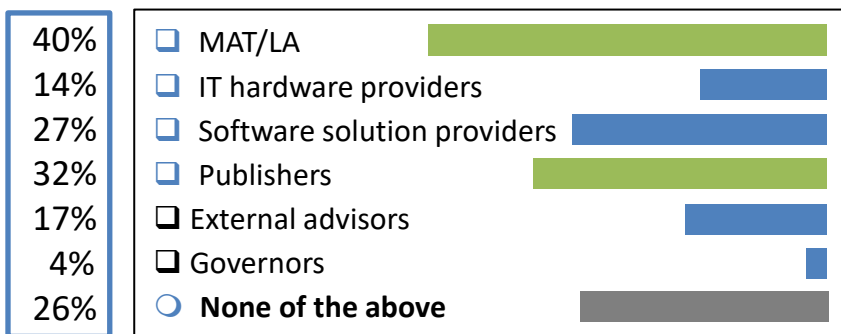 40% ❑ MAT/LA
14% ❑ IT hardware providers
27% ❑ Software solution providers
32% ❑ Publishers
17% ❑ External advisors
4% ❑ Governors
26% ❍ None of the above